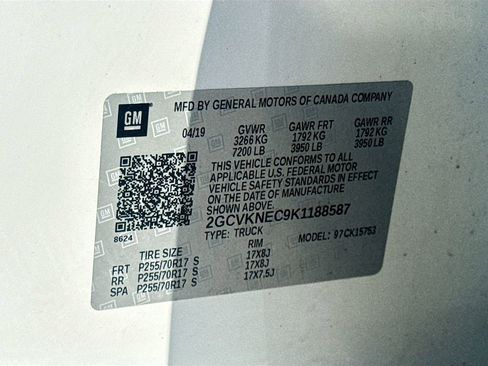 GM
MFD BY GENERAL MOTORS OF CANADA COMPANY
04/19 GVWR GAWR FRT GAWR RR
3266 KG 1792 KG 1792 KG
7200 LB 3950 LB 3950 LB
THIS VEHICLE CONFORMS TO ALL
APPLICABLE U.S. FEDERAL MOTOR
VEHICLE SAFETY STANDARDS IN EFFECT
ON THE DATE OF MANUFACTURE
SHOWN ABOVE.
2GCVKNEC9K1188587
8624 TYPE: TRUCK MODEL: 97CK15753
TIRE SIZE RIM
FRT P255/70R17 S 17X8J
RR P255/70R17 S 17X8J
SPA P255/70R17 S 17X7.5J